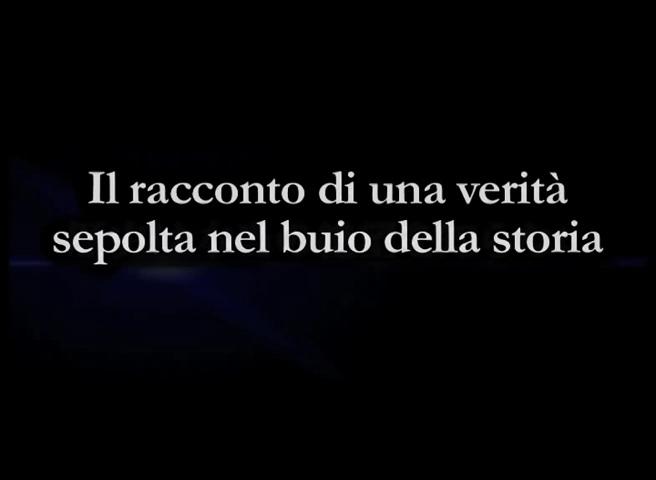 Il racconto di una verità
sepolta nel buio della storia